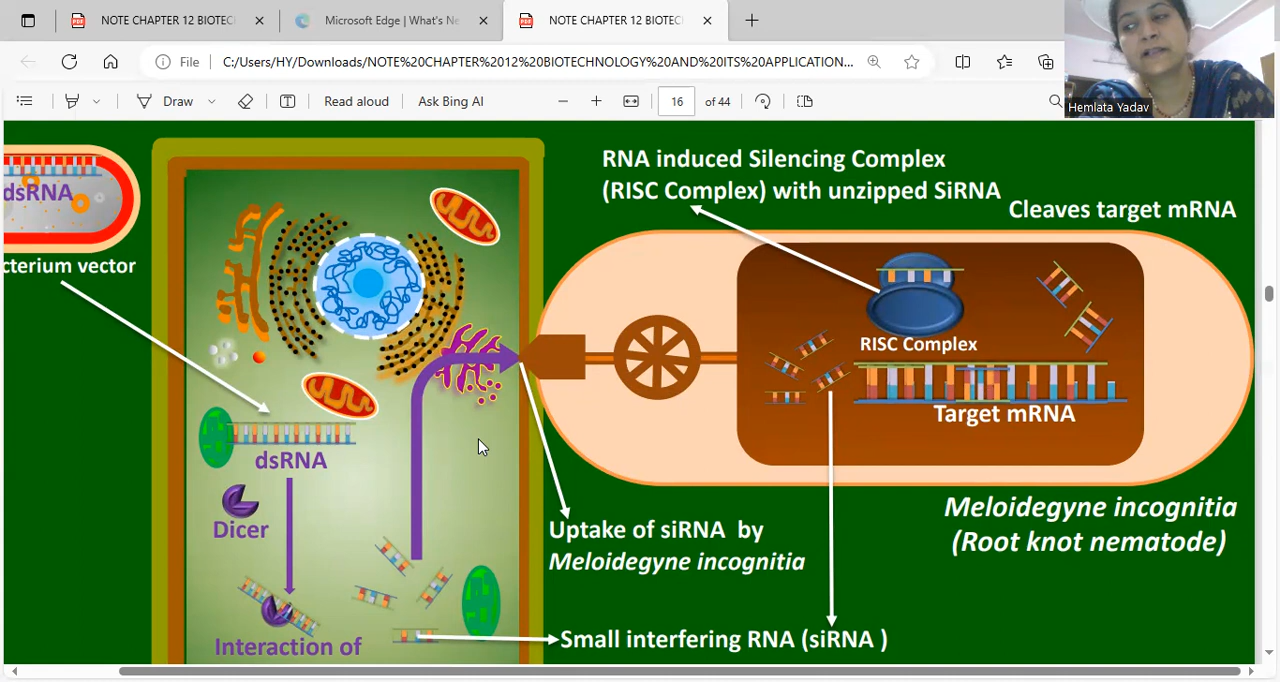 NOTE CHAPTER 12 BIOTECI
Microsoft Edge | What's Ne
NOTE CHAPTER 12 BIOTECI
File
C:/Users/HY/Downloads/NOTE%20CHAPTER%2012%20BIOTECHNOLOGY%20AND%20ITS%20APPLICATION...
Draw
Read aloud
Ask Bing AI
16 of 44
Hemlata Yadav
dsRNA
cterium vector
RNA induced Silencing Complex
(RISC Complex) with unzipped SiRNA
Cleaves target mRNA
RISC Complex
Target mRNA
dsRNA
Dicer
Interaction of
Uptake of siRNA by
Meloidegyne incognitia
Meloidegyne incognitia
(Root knot nematode)
Small interfering RNA (siRNA )